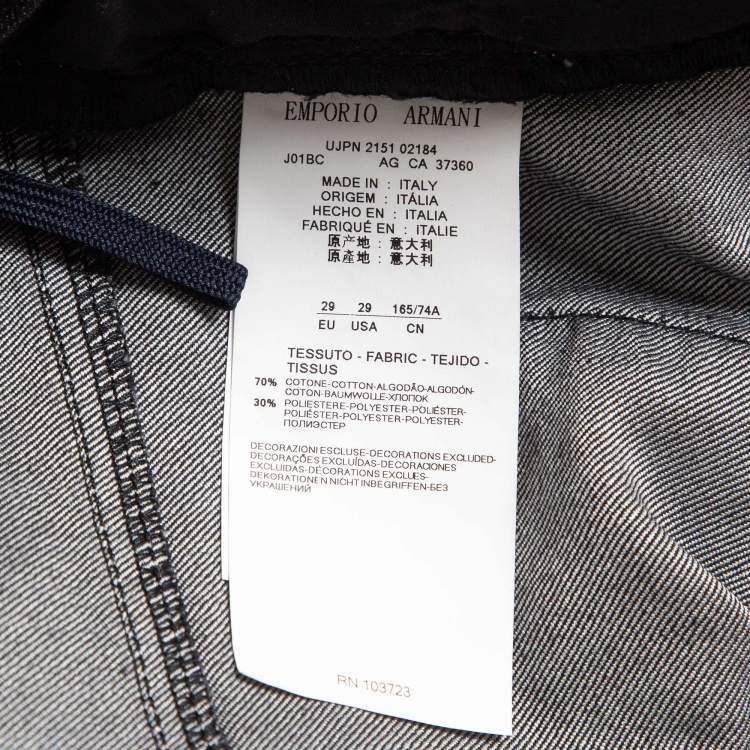 EMPORIO ARMANI
UJPN 2151 02184
J01BC AG CA 37360
MADE IN : ITALY
ORIGEM : ITÁLIA
HECHO EN : ITALIA
FABRIQUÉ EN : ITALIE
原产地 : 意大利
原產地 : 意大利
29 29 165/74A
EU USA CN
TESSUTO - FABRIC - TEJIDO -
TISSUS
70% COTONE-COTTON-ALGODÃO-ALGODÓN-
COTON-BAUMWOLLE-ХЛОПОК
30% POLIESTERE-POLYESTER-POLIÉSTER-
POLIÉSTER-POLYESTER-POLYESTER-
ПОЛИЭСТЕР
DECORAZIONI ESCLUSE-DECORATIONS EXCLUDED-
DECORAÇÕES EXCLUÍDAS-DECORACIONES
EXCLUIDAS-DÉCORATIONS EXCLUES-
DEKORATIONEN NICHT INBEGRIFFEN-БЕЗ
УКРАШЕНИЙ
RN 103723